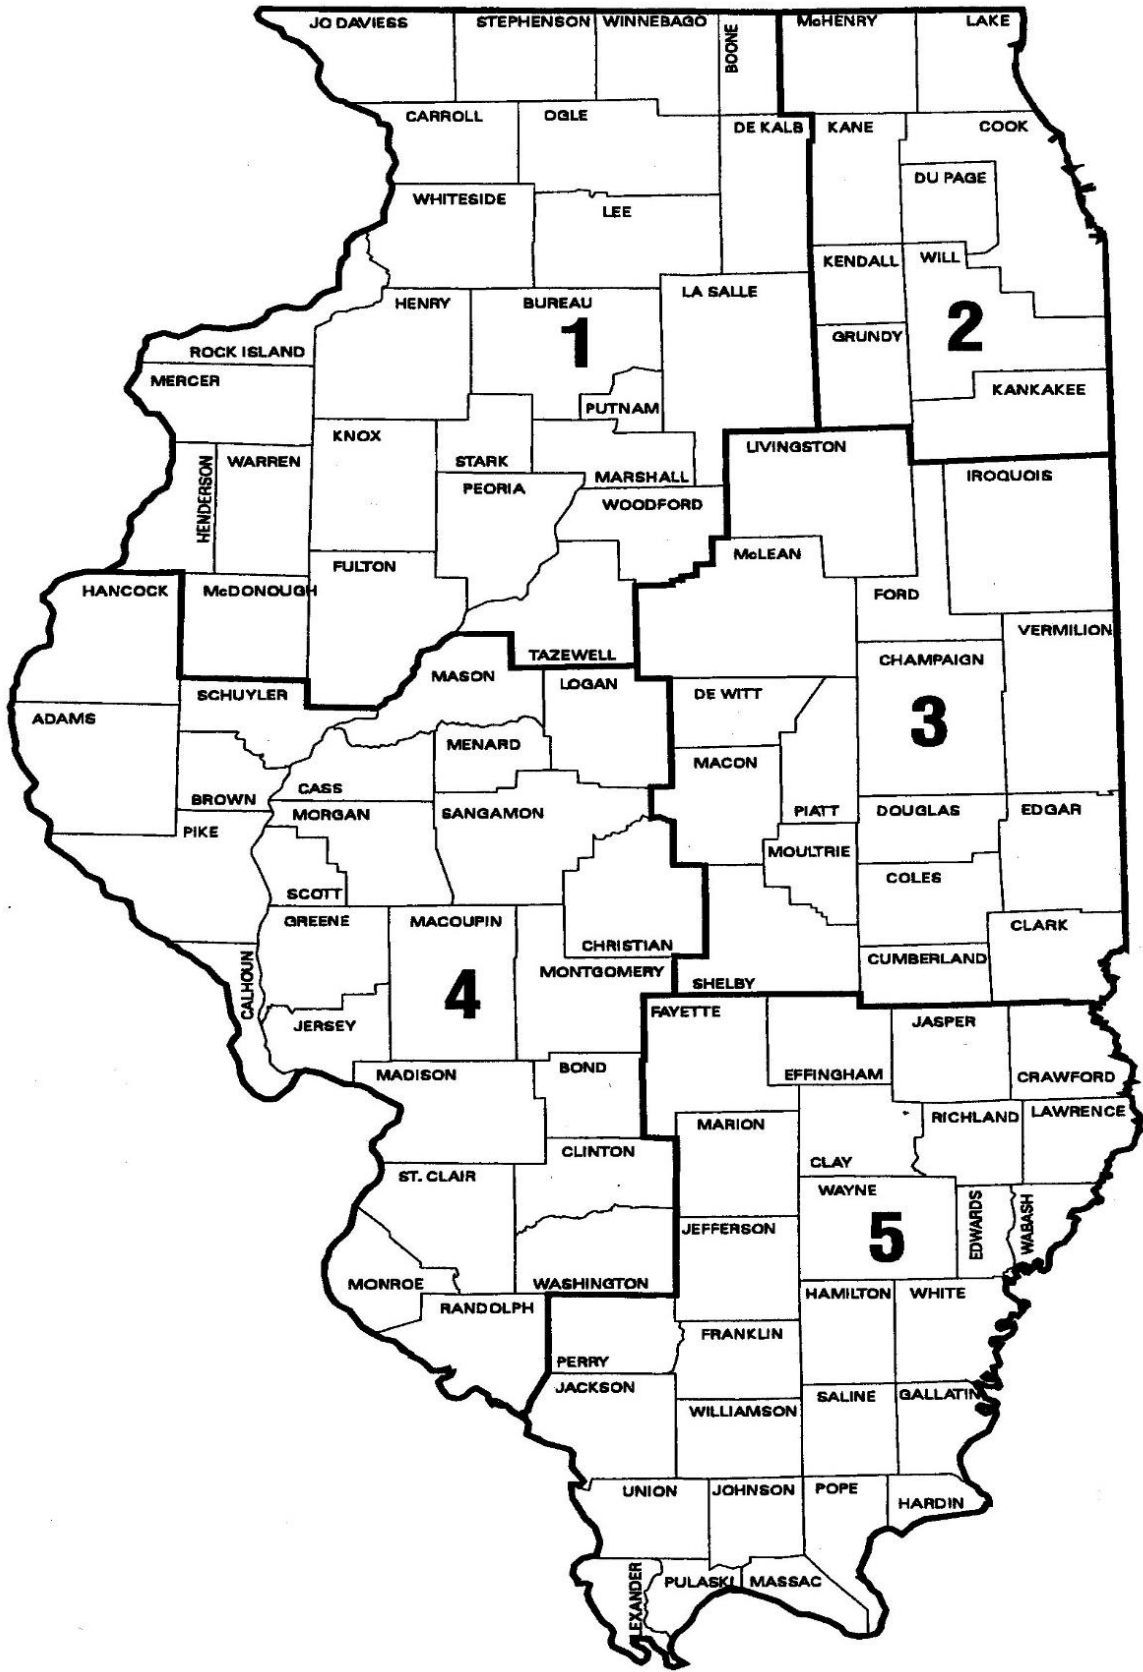 JO DAVIESS
STEPHENSON
WINNEBAGO
BOONE
McHENRY
LAKE
CARROLL
OGLE
DE KALB
KANE
COOK
DU PAGE
WHITESIDE
LEE
KENDALL
WILL
HENRY
BUREAU
LA SALLE
1
2
GRUNDY
ROCK ISLAND
MERCER
KANKAKEE
PUTNAM
KNOX
LIVINGSTON
HENDERSON
WARREN
STARK
MARSHALL
IROQUOIS
PEORIA
WOODFORD
McLEAN
FULTON
HANCOCK
McDONOUGH
FORD
VERMILION
TAZEWELL
CHAMPAIGN
MASON
LOGAN
SCHUYLER
DE WITT
ADAMS
3
MENARD
MACON
CASS
BROWN
MORGAN
SANGAMON
PIATT
DOUGLAS
EDGAR
PIKE
MOULTRIE
COLES
SCOTT
GREENE
MACOUPIN
CLARK
CHRISTIAN
CUMBERLAND
CALHOUN
MONTGOMERY
SHELBY
4
FAYETTE
JERSEY
JASPER
MADISON
BOND
EFFINGHAM
CRAWFORD
MARION
RICHLAND
LAWRENCE
CLINTON
CLAY
ST. CLAIR
WAYNE
EDWARDS
WABASH
JEFFERSON
5
MONROE
WASHINGTON
RANDOLPH
HAMILTON
WHITE
FRANKLIN
PERRY
JACKSON
SALINE
GALLATIN
WILLIAMSON
UNION
JOHNSON
POPE
HARDIN
ALEXANDER
PULASKI
MASSAC